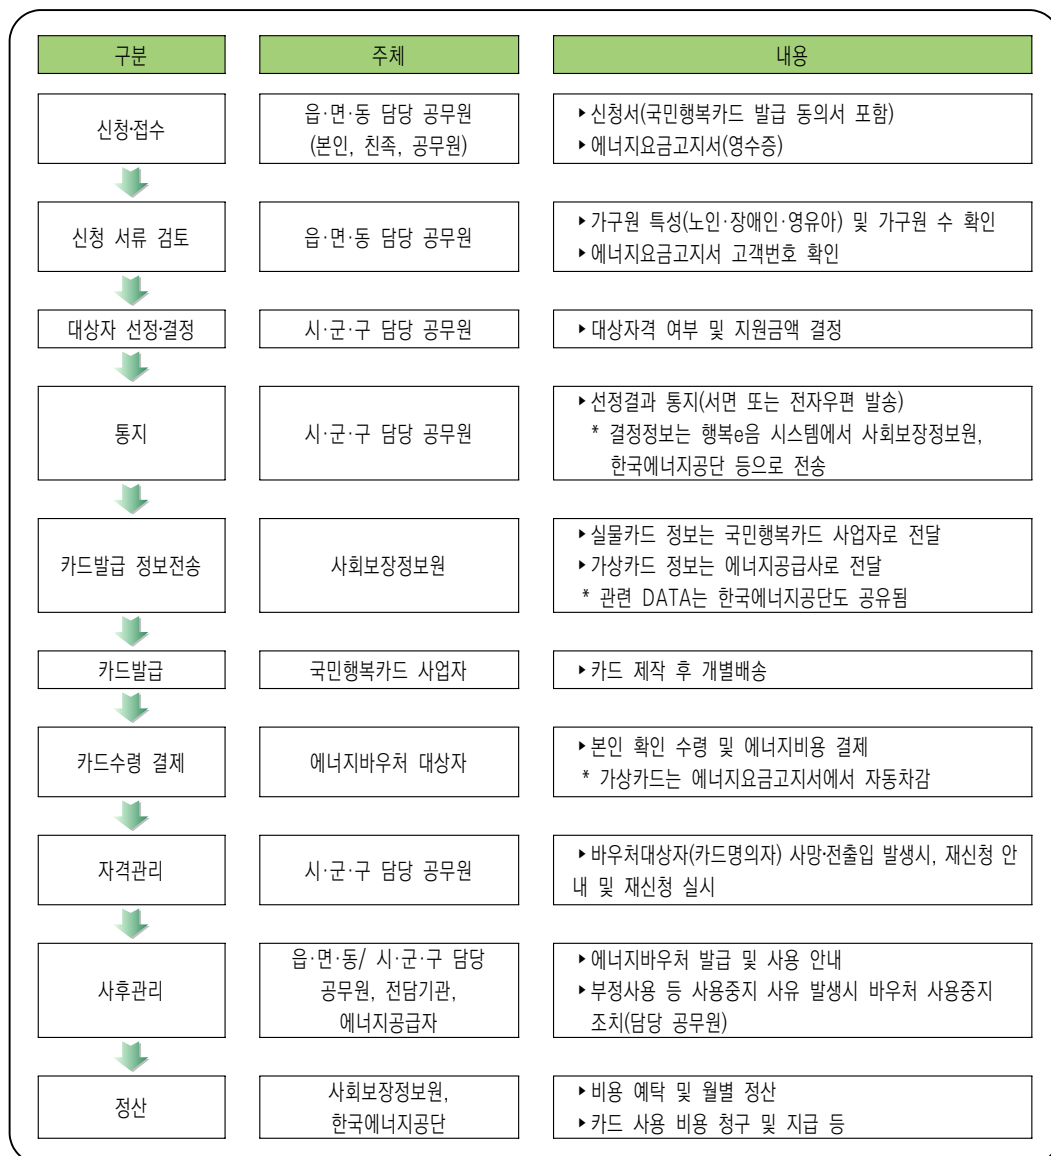 구분 주체 내용
신청·접수
읍·면·동 담당 공무원
(본인, 친족, 공무원)
▸신청서(국민행복카드 발급 동의서 포함)
▸에너지요금고지서(영수증)
신청 서류 검토
읍·면·동 담당 공무원
▸가구원 특성(노인·장애인·영유아) 및 가구원 수 확인
▸에너지요금고지서 고객번호 확인
대상자 선정·결정
시·군·구 담당 공무원
▸대상자격 여부 및 지원금액 결정
통지
시·군·구 담당 공무원
▸선정결과 통지(서면 또는 전자우편 발송)
* 결정정보는 행복e음 시스템에서 사회보장정보원,
한국에너지공단 등으로 전송
카드발급 정보전송
사회보장정보원
▸실물카드 정보는 국민행복카드 사업자로 전달
▸가상카드 정보는 에너지공급사로 전달
* 관련 DATA는 한국에너지공단도 공유됨
카드발급
국민행복카드 사업자
▸카드 제작 후 개별배송
카드수령 결제
에너지바우처 대상자
▸본인 확인 수령 및 에너지비용 결제
* 가상카드는 에너지요금고지서에서 자동차감
자격관리
시·군·구 담당 공무원
▸바우처대상자(카드명의자) 사망·전출입 발생시, 재신청 안
내 및 재신청 실시
사후관리
읍·면·동/ 시·군·구 담당
공무원, 전담기관,
에너지공급자
▸에너지바우처 발급 및 사용 안내
▸부정사용 등 사용중지 사유 발생시 바우처 사용중지
조치(담당 공무원)
정산
사회보장정보원,
한국에너지공단
▸비용 예탁 및 월별 정산
▸카드 사용 비용 청구 및 지급 등